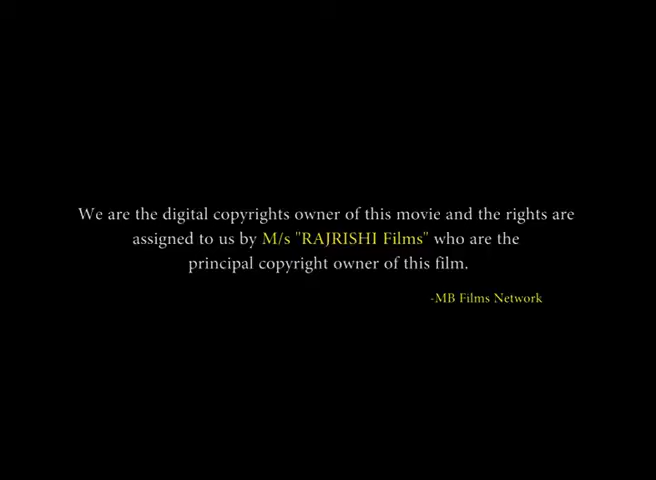 We are the digital copyrights owner of this movie and the rights are
assigned to us by M/s "RAJRISHI Films" who are the
principal copyright owner of this film.
-MB Films Network